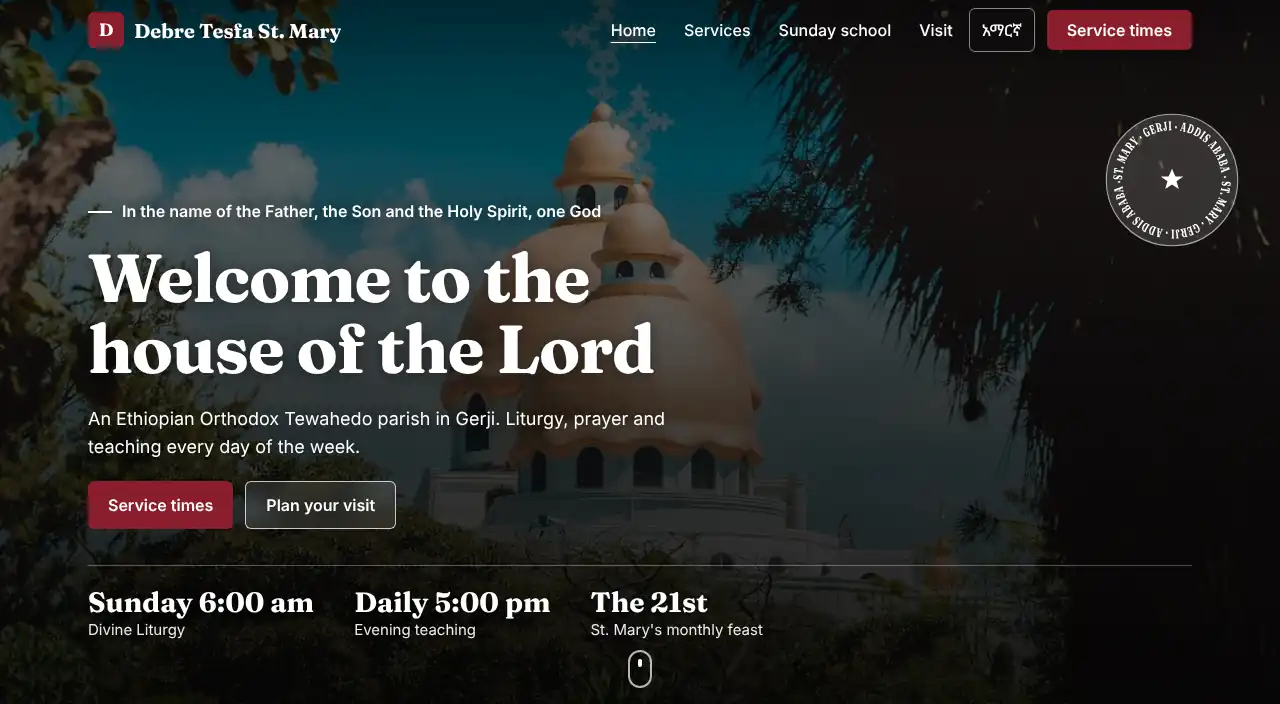 D Debre Tesfa St. Mary
Home Services Sunday school Visit አማርኛ Service times
ST. MARY · GERJI · ADDIS ABABA · ST. MARY · GERJI · ADDIS ABABA ·
In the name of the Father, the Son and the Holy Spirit, one God
Welcome to the
house of the Lord
An Ethiopian Orthodox Tewahedo parish in Gerji. Liturgy, prayer and
teaching every day of the week.
Service times Plan your visit
Sunday 6:00 am Daily 5:00 pm The 21st
Divine Liturgy Evening teaching St. Mary's monthly feast